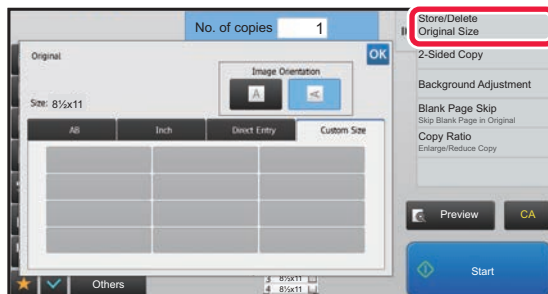 No. of copies 1
Store/Delete
Original Size
Original
OK
2-Sided Copy
Image Orientation
A
A
Background Adjustment
Size: 8½x11
Blank Page Skip
Skip Blank Page in Original
AB Inch Direct Entry Custom Size
Copy Ratio
Enlarge/Reduce Copy
Preview
CA
Others
3 8½x11
4 8½x11
Start